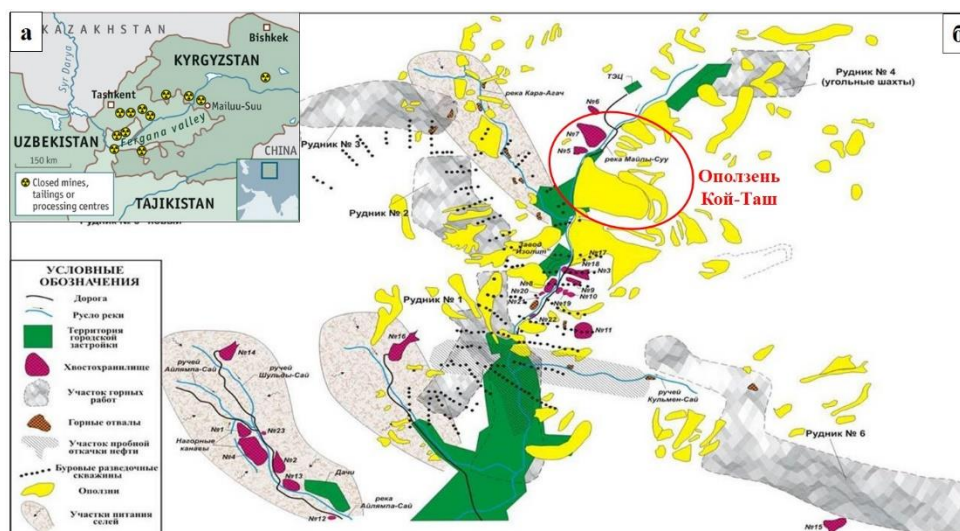 а
KAZAKHSTAN
Bishkek
Syr Darya
KYRGYZSTAN
Tashkent
Mailuu-Suu
UZBEKISTAN
Fergana valley
CHINA
150 km
Closed mines,
tailings or
processing centres
TAJIKISTAN
б
ТЭЦ
Рудник № 4
(угольные шахты)
река Кара-Агач
№6
№7
№5
река Майлы-Суу
Рудник № 3
Оползень
Кой-Таш
Рудник № 2
Завод
"Изолит"
№17
№18
№3
№8
№9
№20
№10
№21
№19
№22
№11
Рудник № 1
№16
ручей
Кульмен-Сай
Рудник № 6
№15
№14
ручей
Айлямпа-Сай
ручей
Шульды-Сай
№1
№23
Нагорные
канавы
№4
№2
№13
Дачи
№12
река
Айлямпа-Сай
УСЛОВНЫЕ
ОБОЗНАЧЕНИЯ
Дорога
Русло реки
Территория
городской
застройки
Хвостохранилище
Участок горных
работ
Горные отвалы
Участок пробной
откачки нефти
Буровые разведочные
скважины
Оползни
Участки питания
селей